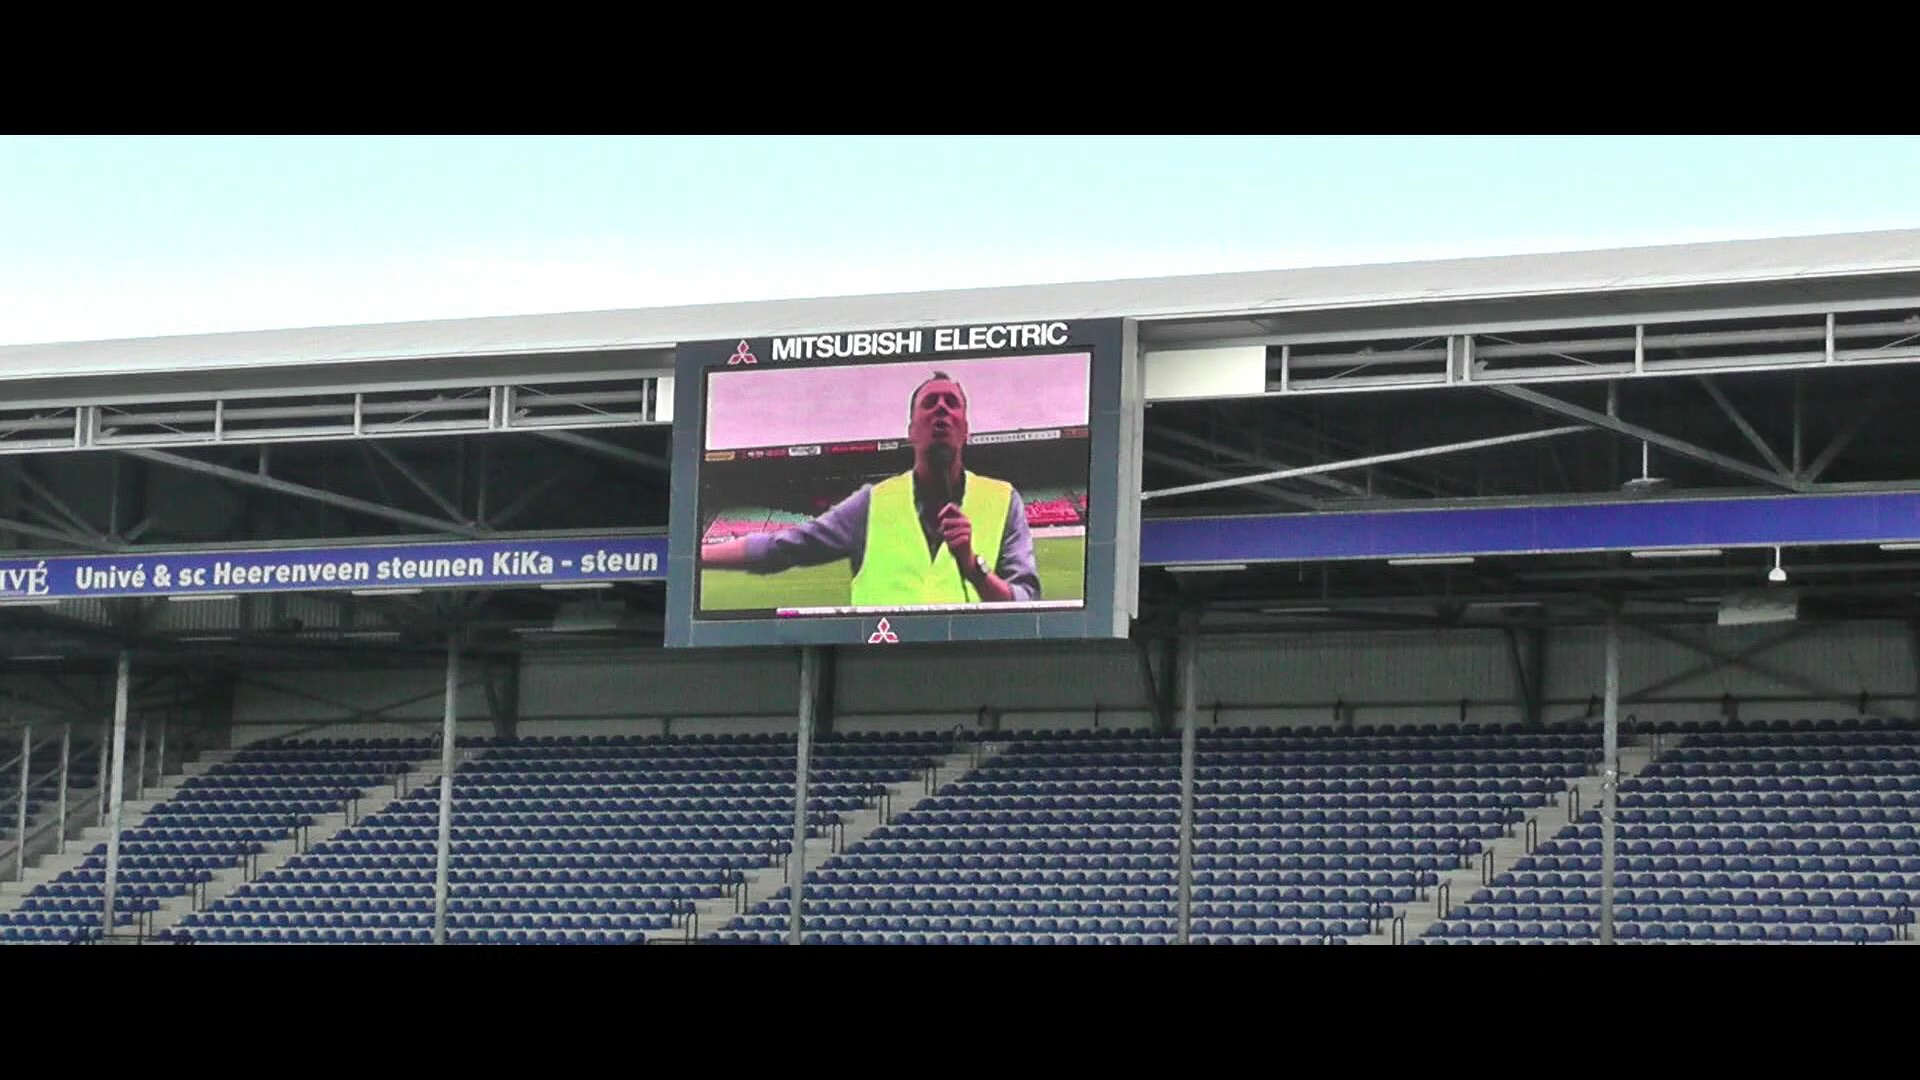 MITSUBISHI ELECTRIC
IVÉ Univé & sc Heerenveen steunen KiKa - steun